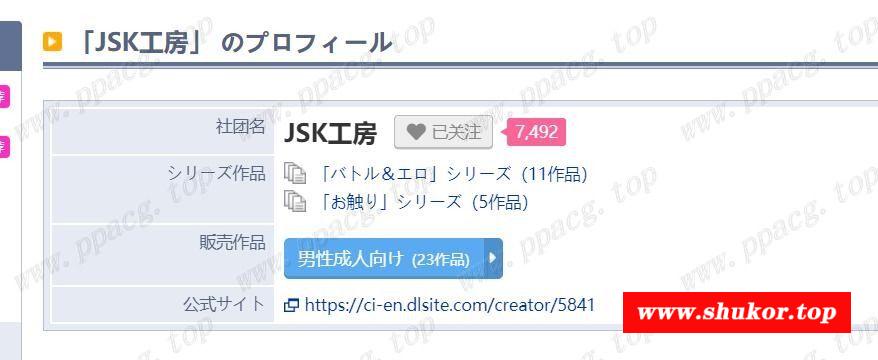 「JSK工房」 のプロフィール
社团名
JSK工房
已关注
7,492
シリーズ作品
「バトル＆エロ」シリーズ（11作品）
「お触り」シリーズ（5作品）
販売作品
男性成人向け (23作品)
公式サイト
https://ci-en.dlsite.com/creator/5841
www.shukor.top
www.ppacg.top
www.ppacg.top
www.ppacg.top
www.ppacg.top
www.ppacg.top
www.ppacg.top